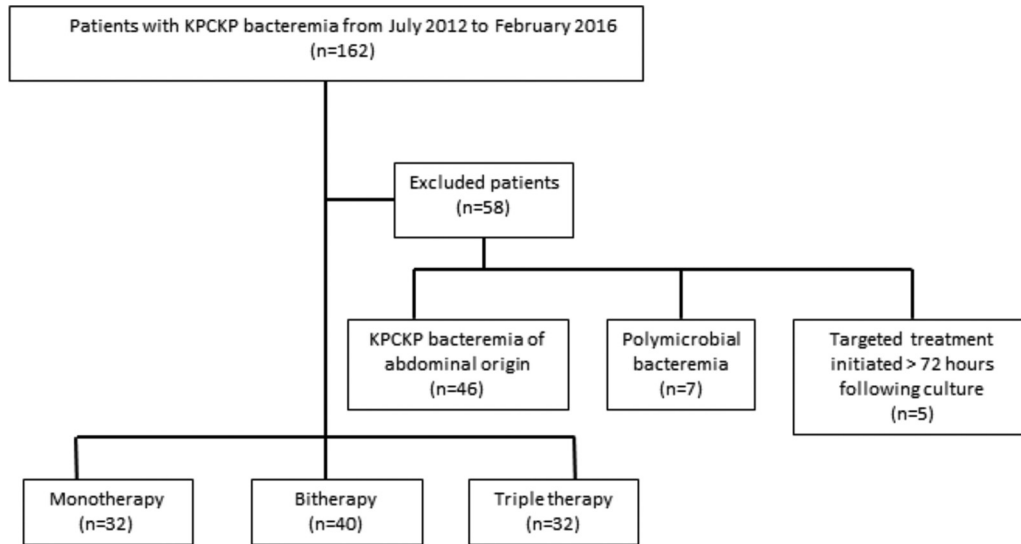 Patients with KPCKP bacteremia from July 2012 to February 2016
(n=162)
Excluded patients
(n=58)
KPCKP bacteremia of
abdominal origin
(n=46)
Polymicrobial
bacteremia
(n=7)
Targeted treatment
initiated > 72 hours
following culture
(n=5)
Monotherapy
(n=32)
Bitherapy
(n=40)
Triple therapy
(n=32)